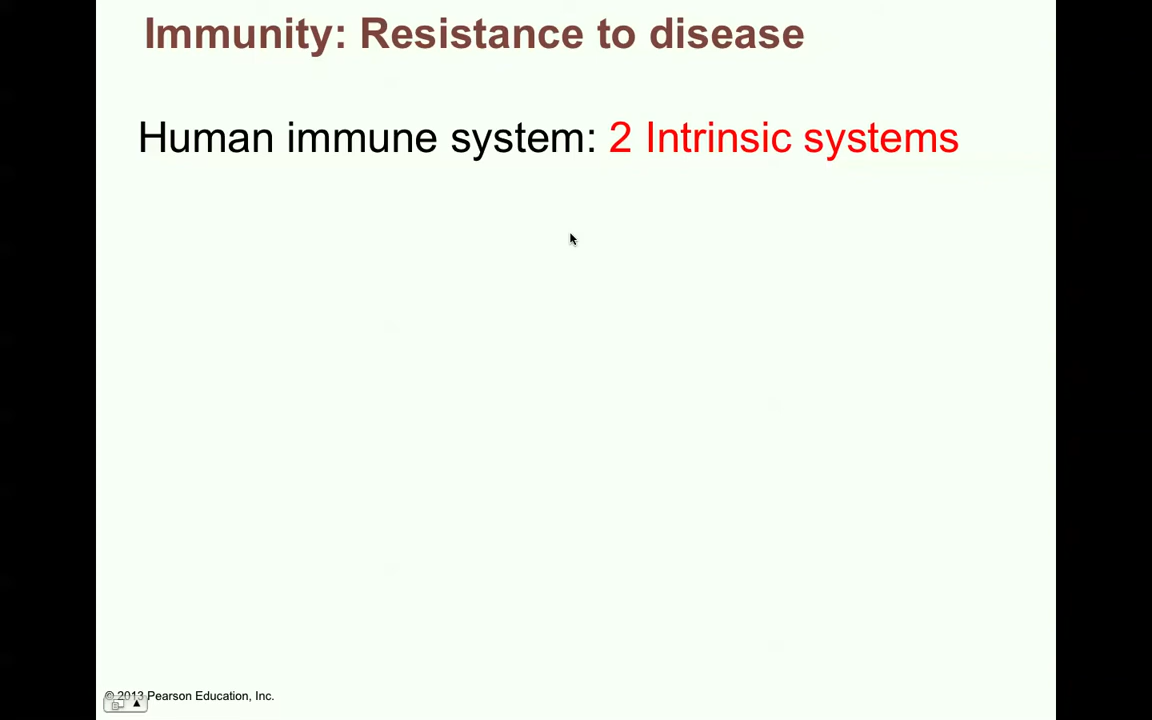 Immunity: Resistance to disease
Human immune system: 2 Intrinsic systems
© 2013 Pearson Education, Inc.